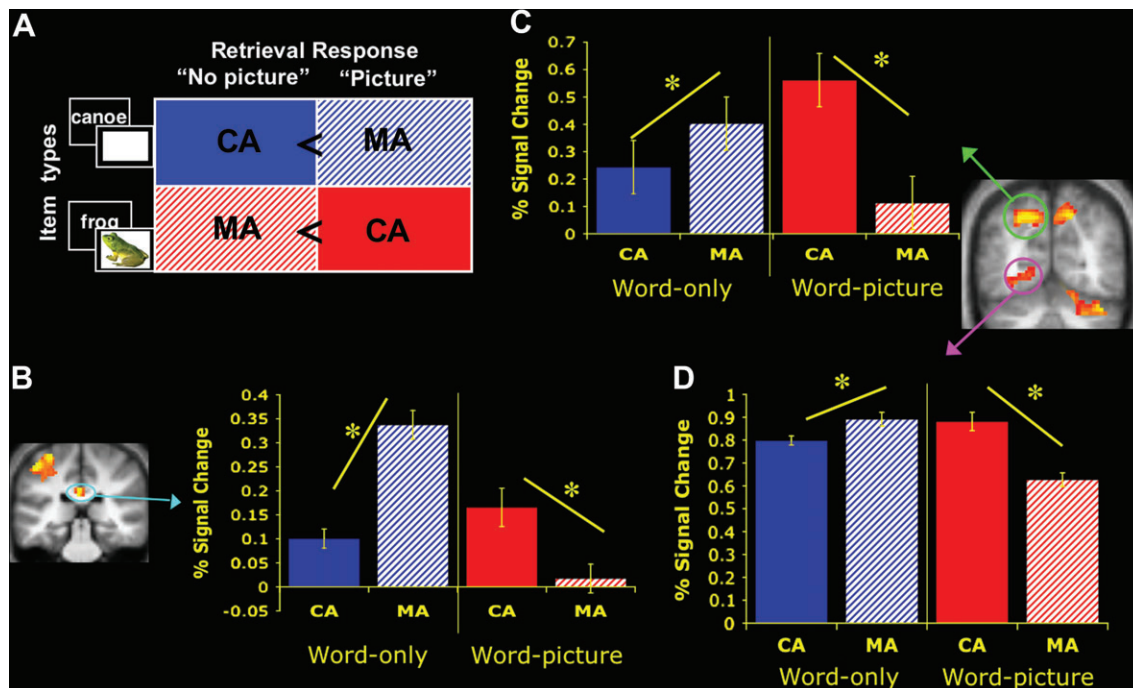 A
Retrieval Response
“No picture” “Picture”
Item types
canoe
CA < MA
frog
MA < CA
B
% Signal Change
0.4
0.35
0.3
0.25
0.2
0.15
0.1
0.05
0
-0.05
*
*
CA MA CA MA
Word-only Word-picture
C
% Signal Change
0.7
0.6
0.5
0.4
0.3
0.2
0.1
0
*
*
CA MA CA MA
Word-only Word-picture
D
% Signal Change
1
0.9
0.8
0.7
0.6
0.5
0.4
0.3
0.2
0.1
0
*
*
CA MA CA MA
Word-only Word-picture